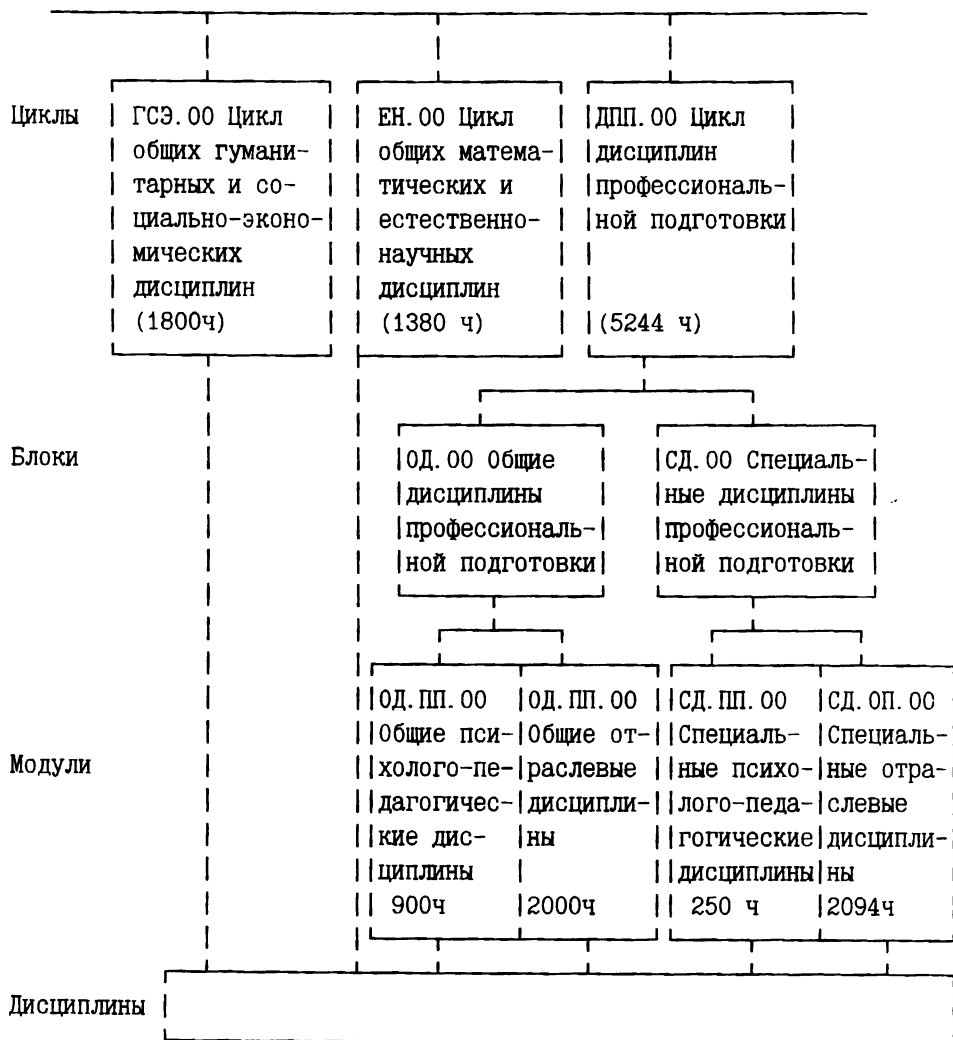 Циклы
ГСЭ.00 Цикл
общих гумани-
тарных и со-
циально-эконо-
мических
дисциплин
(1800ч)
ЕН.00 Цикл
общих матема-
тических и
естественно-
научных
дисциплин
(1380 ч)
ДПП.00 Цикл
дисциплин
профессиональ-
ной подготовки
(5244 ч)
Блоки
ОД.00 Общие
дисциплины
профессиональ-
ной подготовки
СД.00 Специаль-
ные дисциплины
профессиональ-
ной подготовки
Модули
ОД.ПП.00
Общие пси-
холого-пе-
дагогичес-
кие дис-
циплины
900ч
ОД.ПП.00
Общие от-
раслевые
дисципли-
ны
2000ч
СД.ПП.00
Специаль-
ные психо-
лого-педа-
гогические
дисциплины
250 ч
СД.ОП.00
Специаль-
ные отра-
слевые
дисципли-
ны
2094ч
Дисциплины